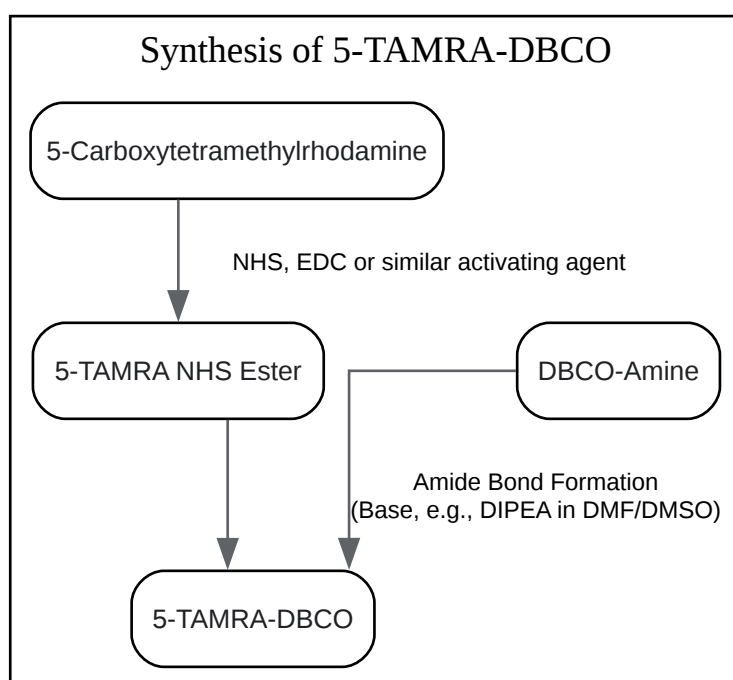 Synthesis of 5-TAMRA-DBCO
5-Carboxytetramethylrhodamine
NHS, EDC or similar activating agent
5-TAMRA NHS Ester
DBCO-Amine
Amide Bond Formation
(Base, e.g., DIPEA in DMF/DMSO)
5-TAMRA-DBCO